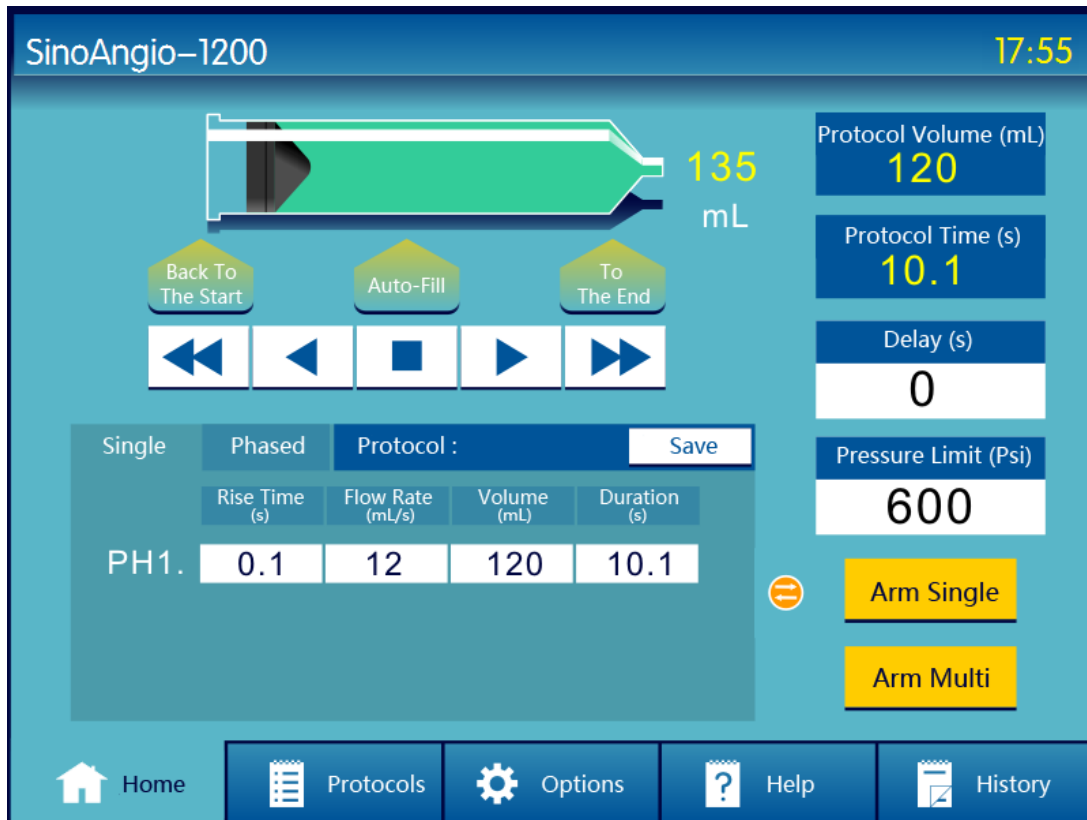 SinoAngio-1200
17:55
135
mL
Back To
The Start
Auto-Fill
To
The End
Protocol Volume (mL)
120
Protocol Time (s)
10.1
Delay (s)
0
Pressure Limit (Psi)
600
Single
Phased
Protocol :
Save
Rise Time
(s)
Flow Rate
(mL/s)
Volume
(mL)
Duration
(s)
PH1. 0.1 12 120 10.1
Arm Single
Arm Multi
Home
Protocols
Options
? Help
History